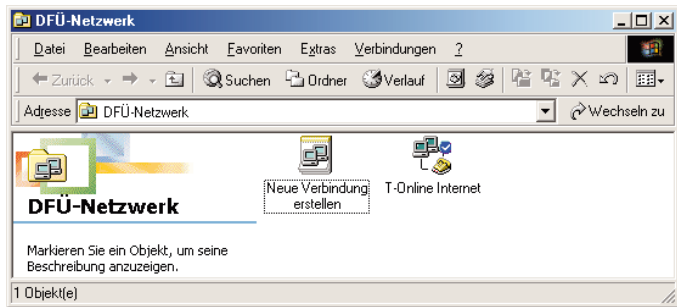 DFÜ-Netzwerk
Datei Bearbeiten Ansicht Favoriten Extras Verbindungen ?
Zurück Suchen Ordner Verlauf
Adresse DFÜ-Netzwerk Wechseln zu
DFÜ-Netzwerk
Markieren Sie ein Objekt, um seine
Beschreibung anzuzeigen.
Neue Verbindung
erstellen
T-Online Internet
1 Objekt(e)